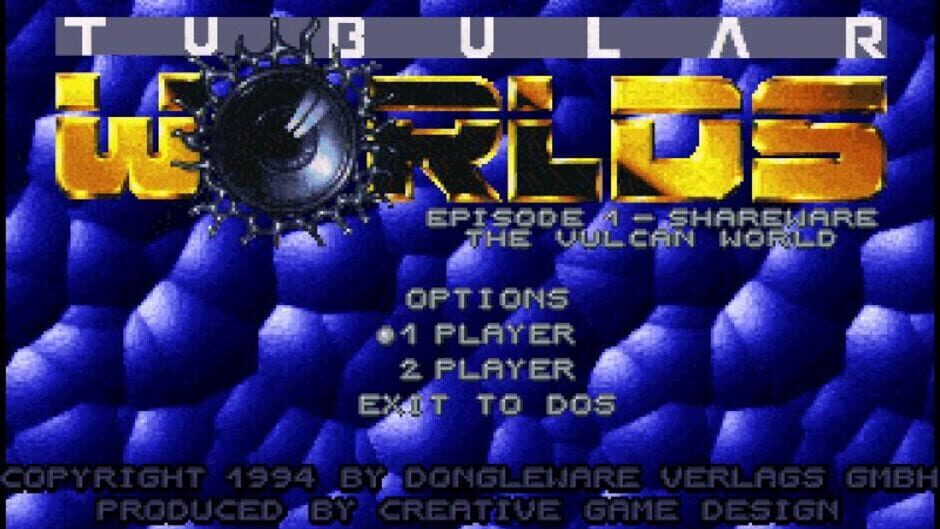 TUBULAR
WORLDS
EPISODE 1 - SHAREWARE
THE VULCAN WORLD
OPTIONS
1 PLAYER
2 PLAYER
EXIT TO DOS
COPYRIGHT 1994 BY DONGLEWARE VERLAGS GMBH
PRODUCED BY CREATIVE GAME DESIGN